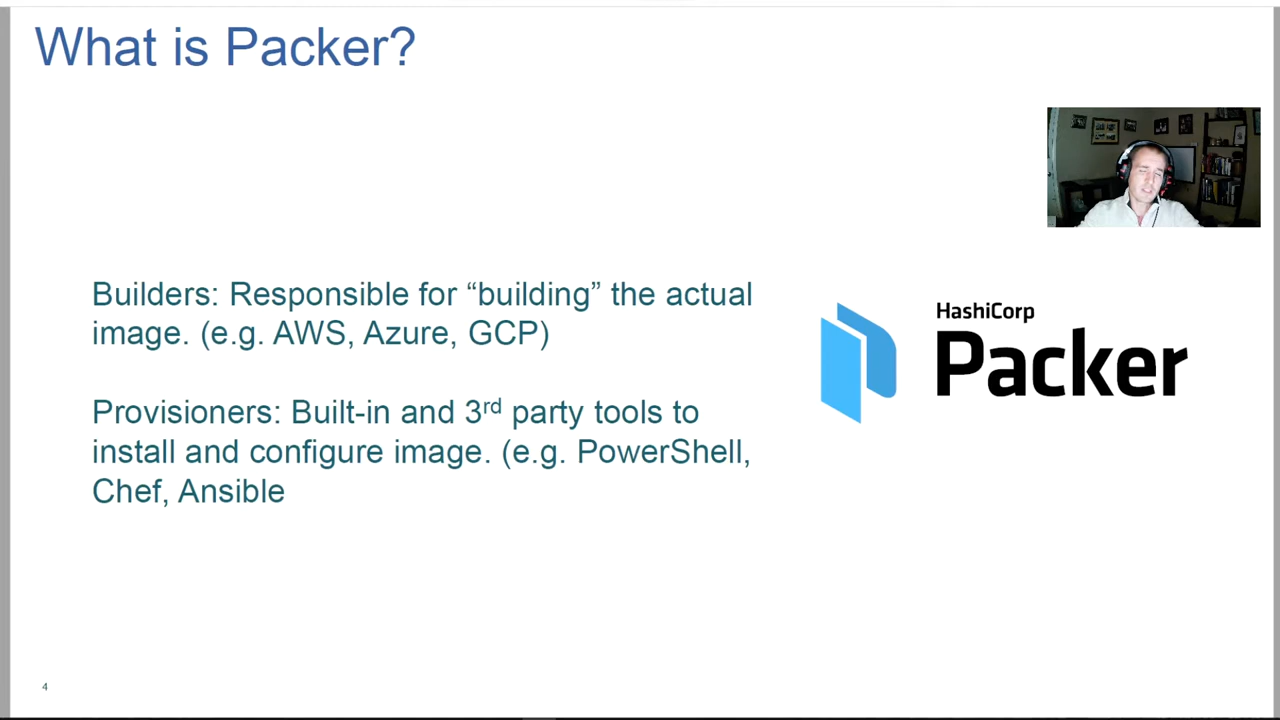 What is Packer?
Builders: Responsible for “building” the actual
image. (e.g. AWS, Azure, GCP)
Provisioners: Built-in and 3rd party tools to
install and configure image. (e.g. PowerShell,
Chef, Ansible
HashiCorp
Packer
4